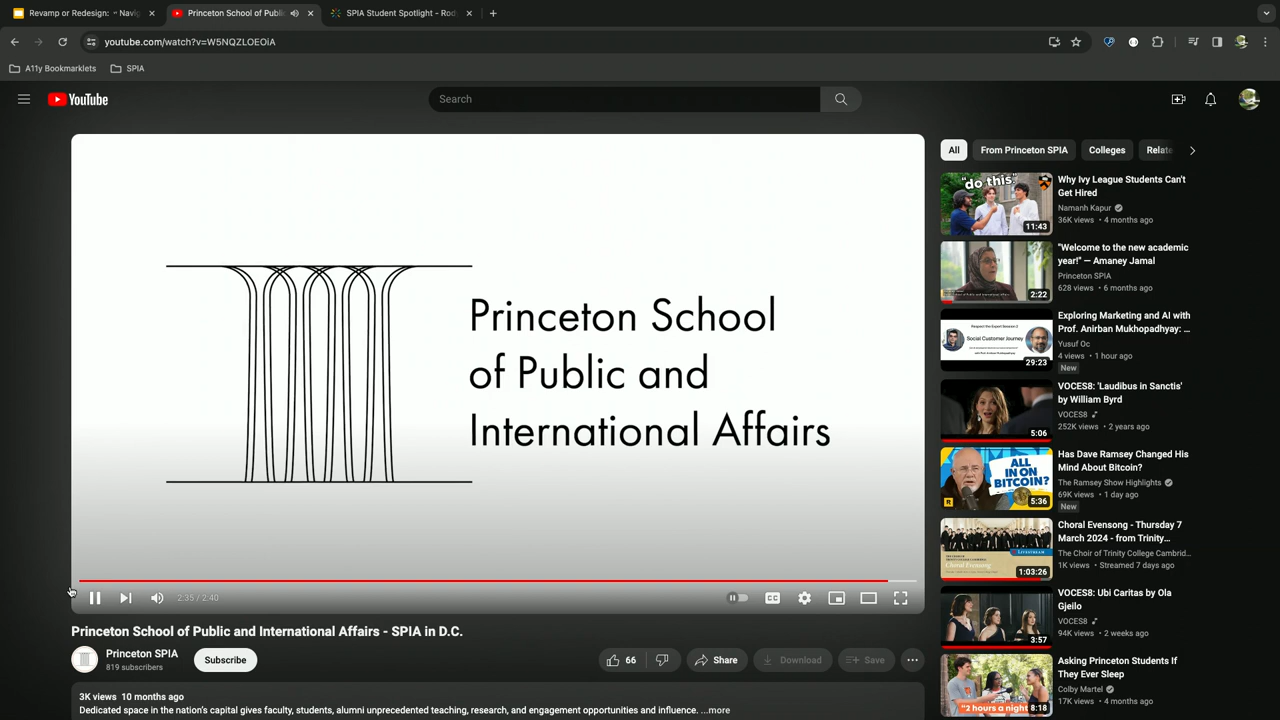 Revamp or Redesign: " Navig
Princeton School of Publi
SPIA Student Spotlight - Rod
youtube.com/watch?v=W5NQZLOEOiA
A11y Bookmarklets
SPIA
YouTube
Search
Princeton School
of Public and
International Affairs
2:35 / 2:40
CC
Princeton School of Public and International Affairs - SPIA in D.C.
Princeton SPIA
819 subscribers
Subscribe
66
Share
Download
Save
3K views 10 months ago
Dedicated space in the nation's capital gives faculty, students, alumni, and staff expanded teaching, research, and engagement opportunities and influence. ...more
All
From Princeton SPIA
Colleges
Relate
"do this"
11:43
Why Ivy League Students Can't
Get Hired
Namanh Kapur
36K views • 4 months ago
2:22
"Welcome to the new academic
year!" — Amaney Jamal
Princeton SPIA
628 views • 6 months ago
Social Customer Journey
29:23
Exploring Marketing and AI with
Prof. Anirban Mukhopadhyay: ...
Yusuf Oc
4 views • 1 hour ago
New
5:06
VOCES8: 'Laudibus in Sanctis'
by William Byrd
VOCES8
252K views • 2 years ago
ALL IN ON
BITCOIN?
5:36
Has Dave Ramsey Changed His
Mind About Bitcoin?
The Ramsey Show Highlights
69K views • 1 day ago
New
LIVESTREAM
Choral Evensong
1:03:26
Choral Evensong - Thursday 7
March 2024 - from Trinity...
The Choir of Trinity College Cambrid...
1K views • Streamed 7 days ago
3:57
VOCES8: Ubi Caritas by Ola
Gjeilo
VOCES8
94K views • 2 weeks ago
"2 hours a night
8:18
Asking Princeton Students If
They Ever Sleep
Colby Martel
17K views • 4 months ago